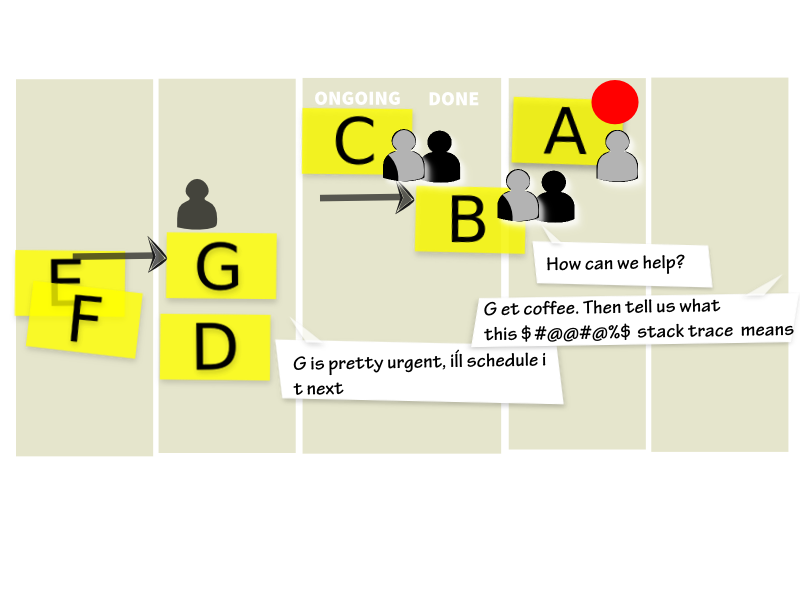 ONGOING DONE
C
A
B
E
F
G
D
How can we help?
G et coffee. Then tell us what
this $ #@@#@%$ stack trace means
G is pretty urgent, iĺl schedule i
t next